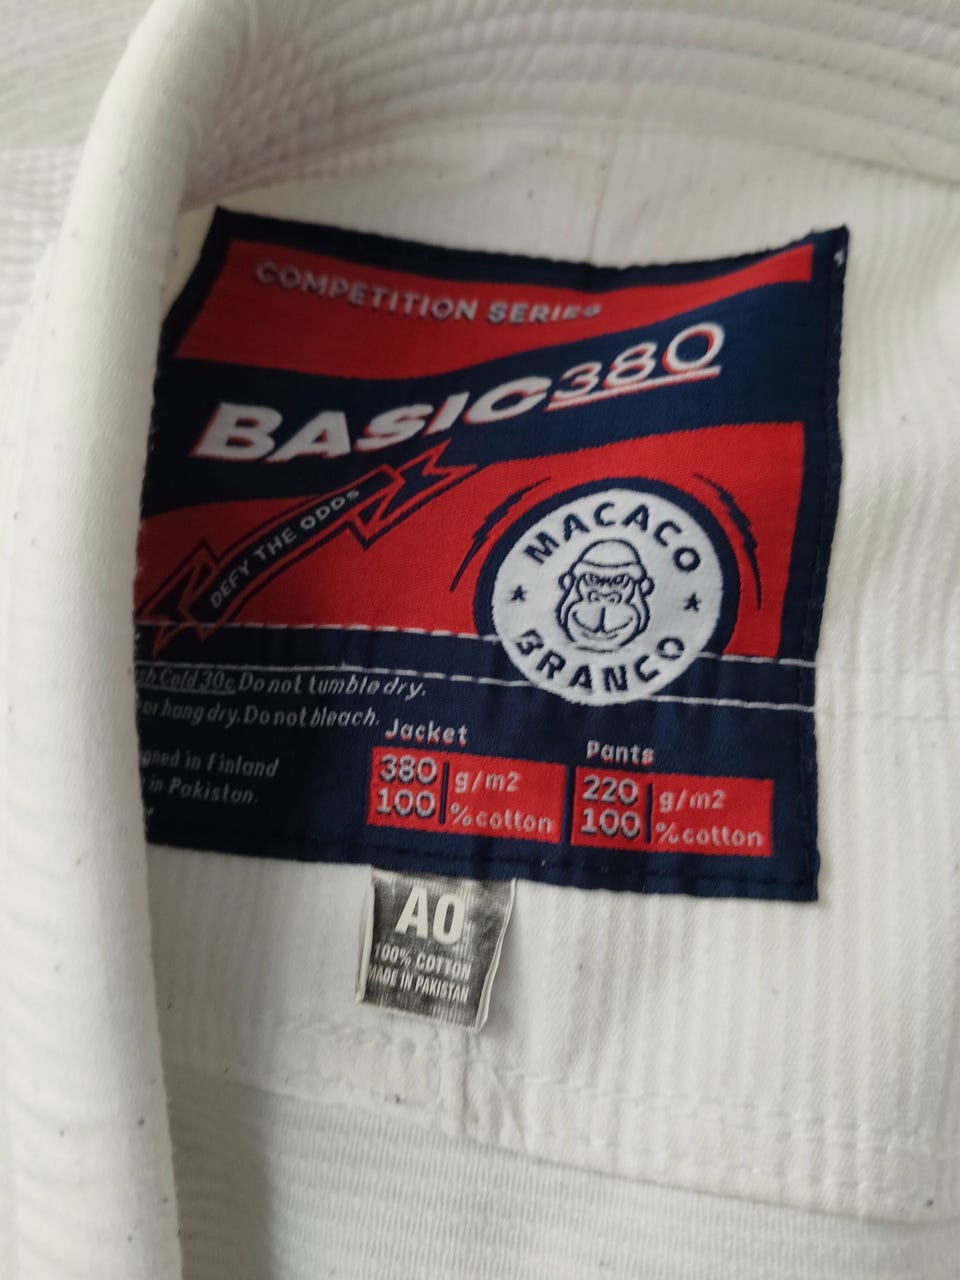 COMPETITION SERIES
BASIC380
DEFY THE ODDS
MACACO
BRANCO
Cold 30c Do not tumble dry.
hang dry. Do not bleach.
in Finland
in Pakistan.
Jacket
380 g/m2
100 %cotton
Pants
220 g/m2
100 %cotton
A0
100% COTTON
MADE IN PAKISTAN